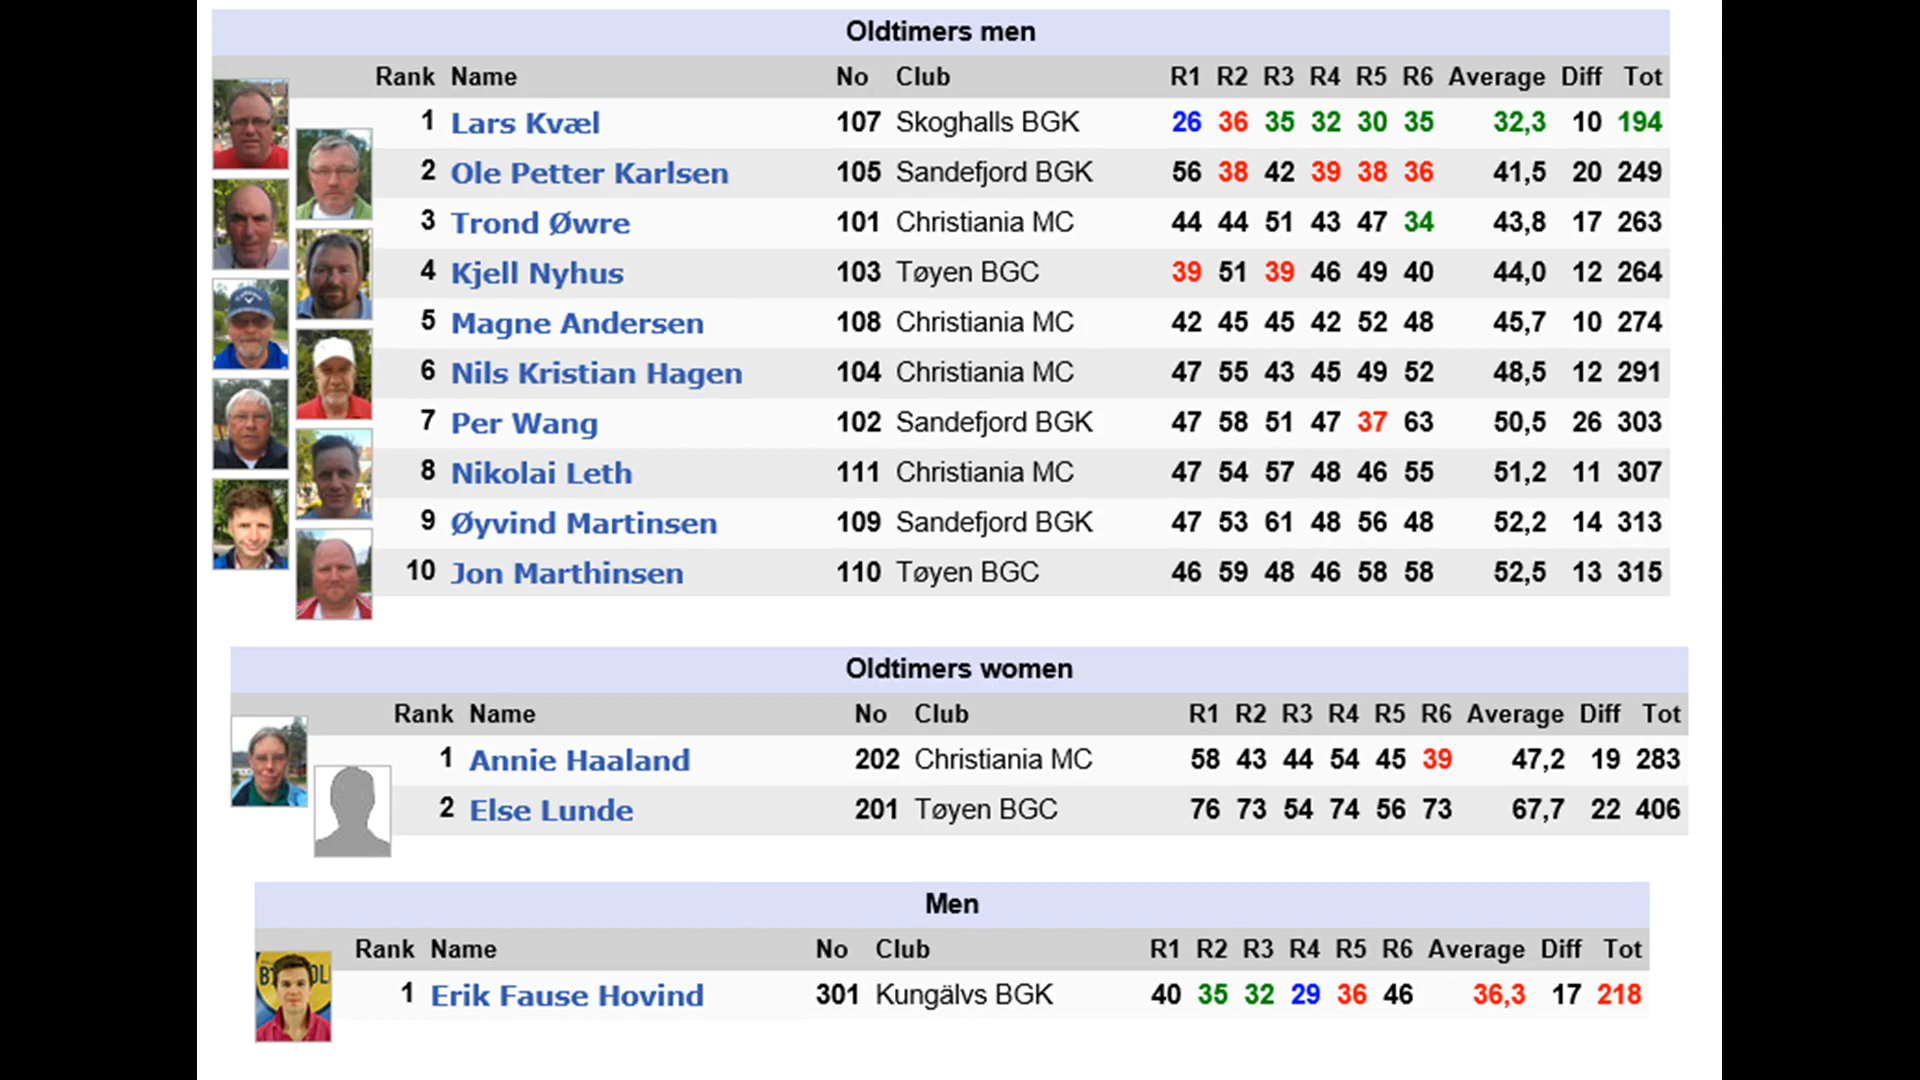 Oldtimers men
Rank Name No Club R1 R2 R3 R4 R5 R6 Average Diff Tot
1 Lars Kvæl 107 Skoghalls BGK 26 36 35 32 30 35 32,3 10 194
2 Ole Petter Karlsen 105 Sandefjord BGK 56 38 42 39 38 36 41,5 20 249
3 Trond Øwre 101 Christiania MC 44 44 51 43 47 34 43,8 17 263
4 Kjell Nyhus 103 Tøyen BGC 39 51 39 46 49 40 44,0 12 264
5 Magne Andersen 108 Christiania MC 42 45 45 42 52 48 45,7 10 274
6 Nils Kristian Hagen 104 Christiania MC 47 55 43 45 49 52 48,5 12 291
7 Per Wang 102 Sandefjord BGK 47 58 51 47 37 63 50,5 26 303
8 Nikolai Leth 111 Christiania MC 47 54 57 48 46 55 51,2 11 307
9 Øyvind Martinsen 109 Sandefjord BGK 47 53 61 48 56 48 52,2 14 313
10 Jon Marthinsen 110 Tøyen BGC 46 59 48 46 58 58 52,5 13 315
Oldtimers women
Rank Name No Club R1 R2 R3 R4 R5 R6 Average Diff Tot
1 Annie Haaland 202 Christiania MC 58 43 44 54 45 39 47,2 19 283
2 Else Lunde 201 Tøyen BGC 76 73 54 74 56 73 67,7 22 406
Men
Rank Name No Club R1 R2 R3 R4 R5 R6 Average Diff Tot
1 Erik Fause Hovind 301 Kungälvs BGK 40 35 32 29 36 46 36,3 17 218